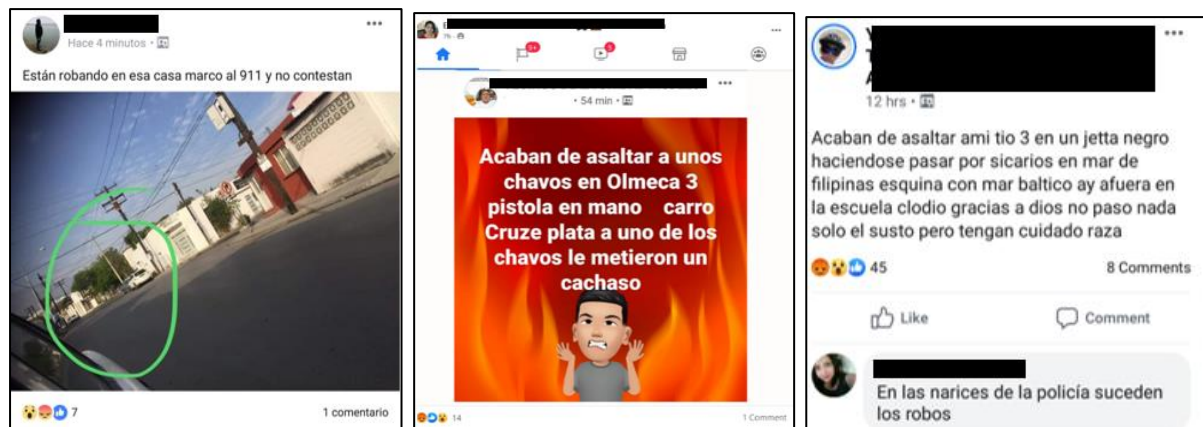 Hace 4 minutos
Están robando en esa casa marco al 911 y no contestan
7
1 comentario
7h
9+
5
54 min
Acaban de asaltar a unos
chavos en Olmeca 3
pistola en mano carro
Cruze plata a uno de los
chavos le metieron un
cachaso
14
1 Comment
12 hrs
Acaban de asaltar ami tio 3 en un jetta negro
haciendose pasar por sicarios en mar de
filipinas esquina con mar baltico ay afuera en
la escuela clodio gracias a dios no paso nada
solo el susto pero tengan cuidado raza
45
8 Comments
Like
Comment
En las narices de la policía suceden
los robos